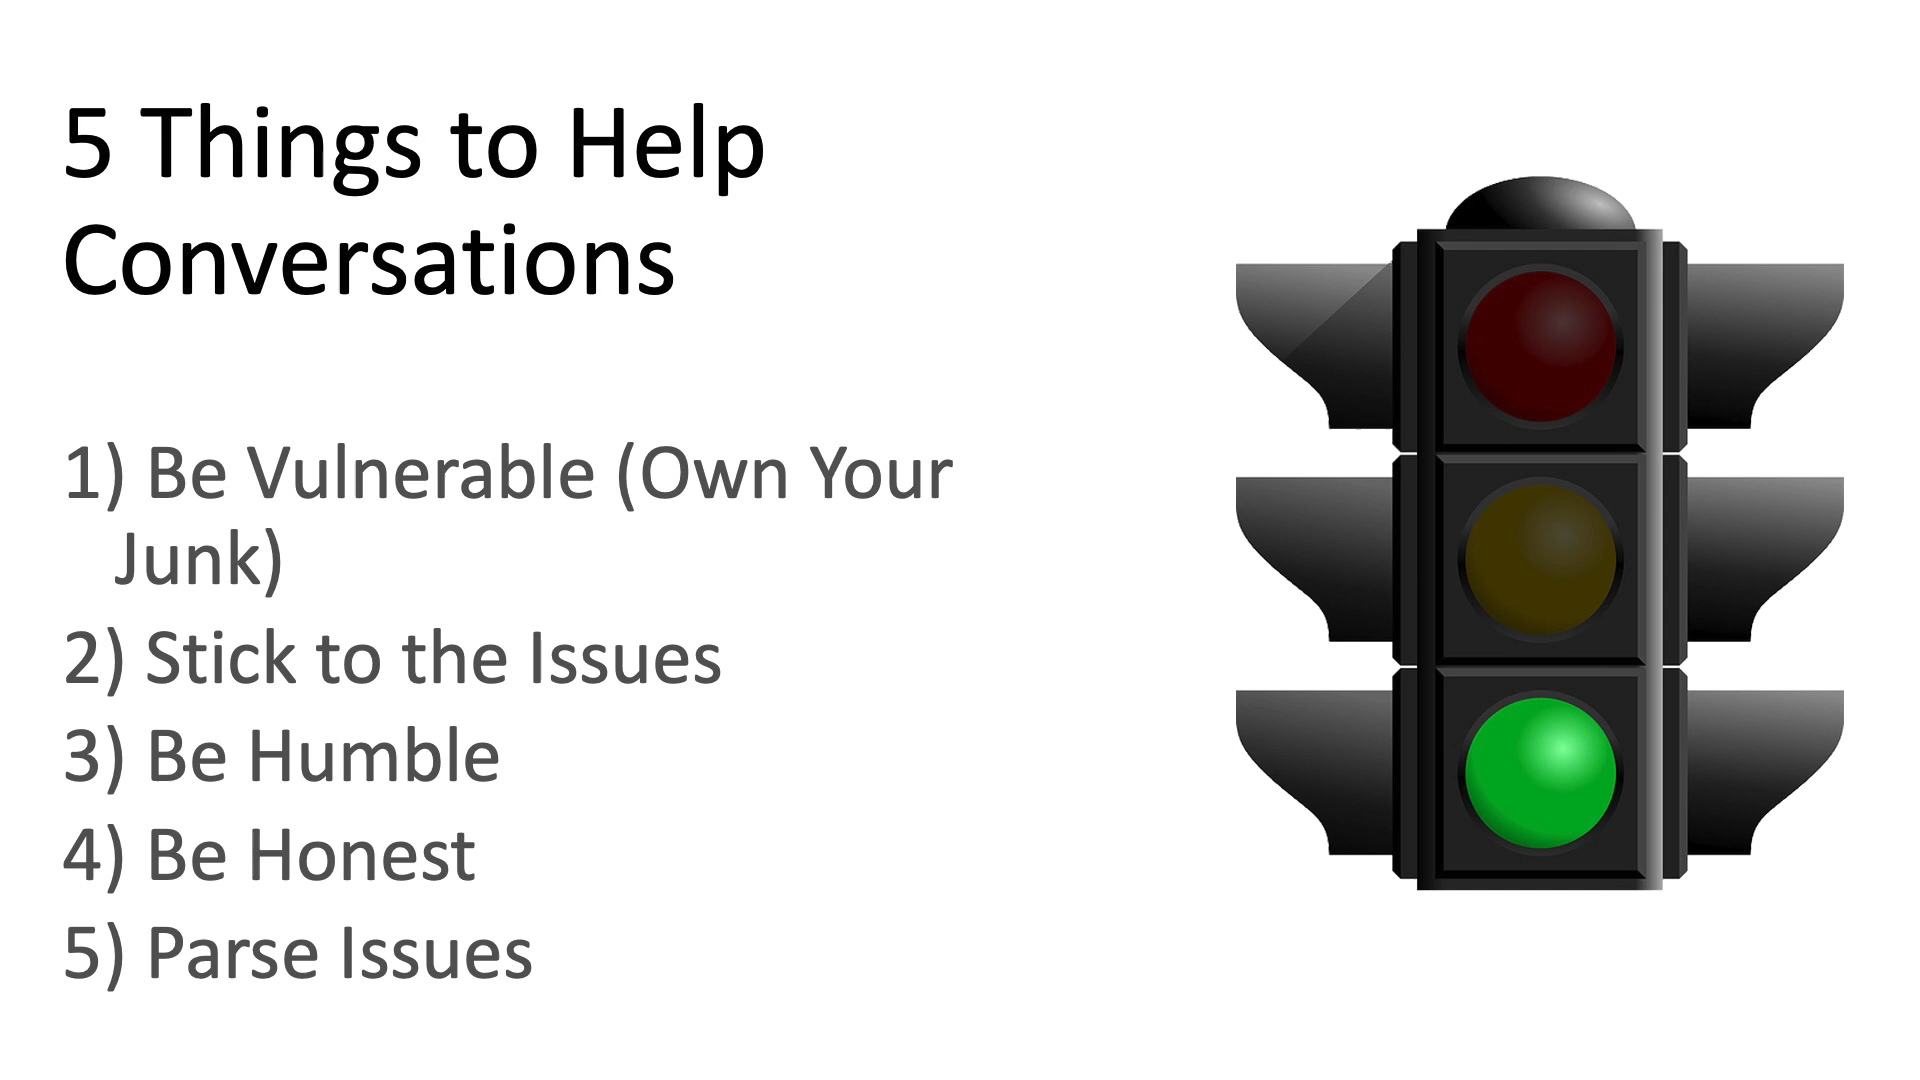 5 Things to Help
Conversations
1) Be Vulnerable (Own Your
Junk)
2) Stick to the Issues
3) Be Humble
4) Be Honest
5) Parse Issues